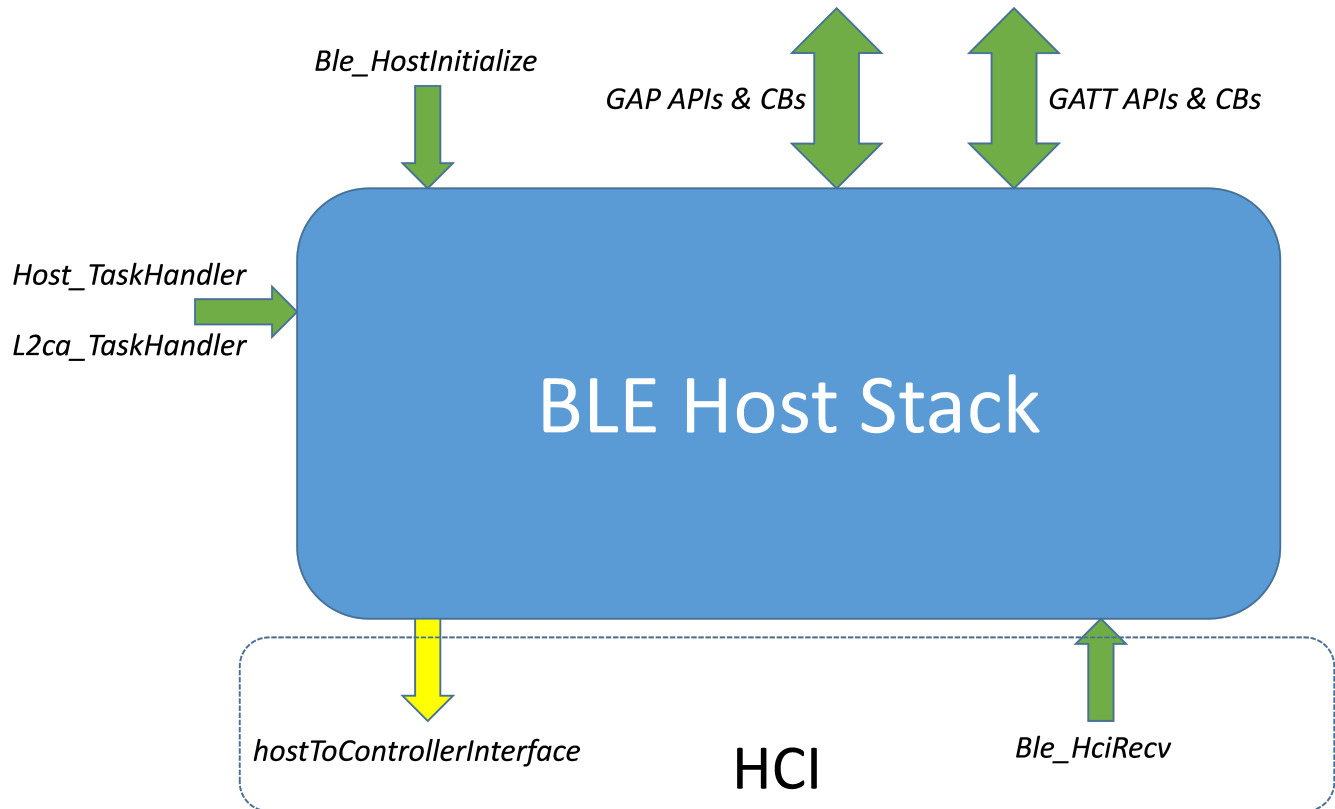 Ble_HostInitialize
GAP APIs & CBs
GATT APIs & CBs
Host_TaskHandler
L2ca_TaskHandler
BLE Host Stack
hostToControllerInterface
HCI
Ble_HciRecv